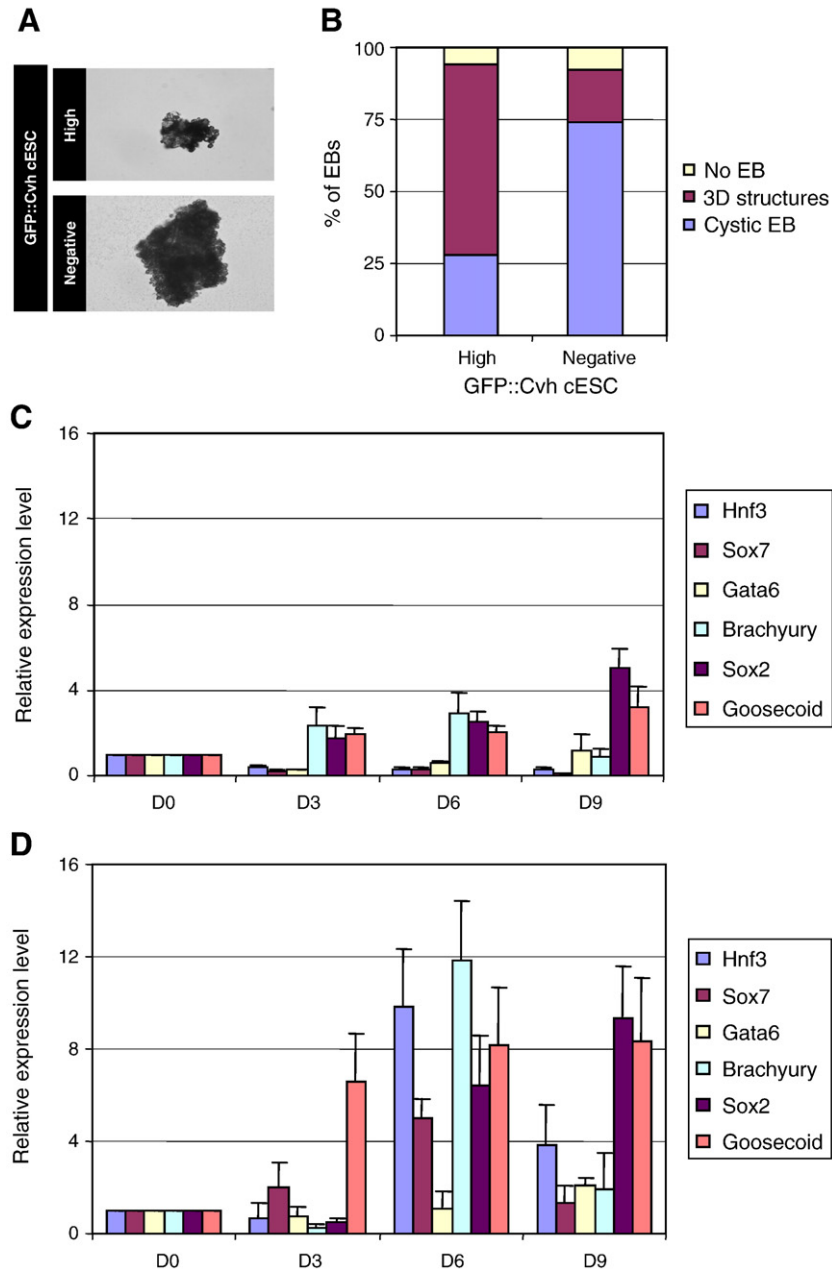 A
GFP::Cvh cESC
High
Negative
B
% of EBs
100
75
50
25
0
High
Negative
GFP::Cvh cESC
No EB
3D structures
Cystic EB
C
Relative expression level
16
12
8
4
0
D0
D3
D6
D9
Hnf3
Sox7
Gata6
Brachyury
Sox2
Goosecoid
D
Relative expression level
16
12
8
4
0
D0
D3
D6
D9
Hnf3
Sox7
Gata6
Brachyury
Sox2
Goosecoid